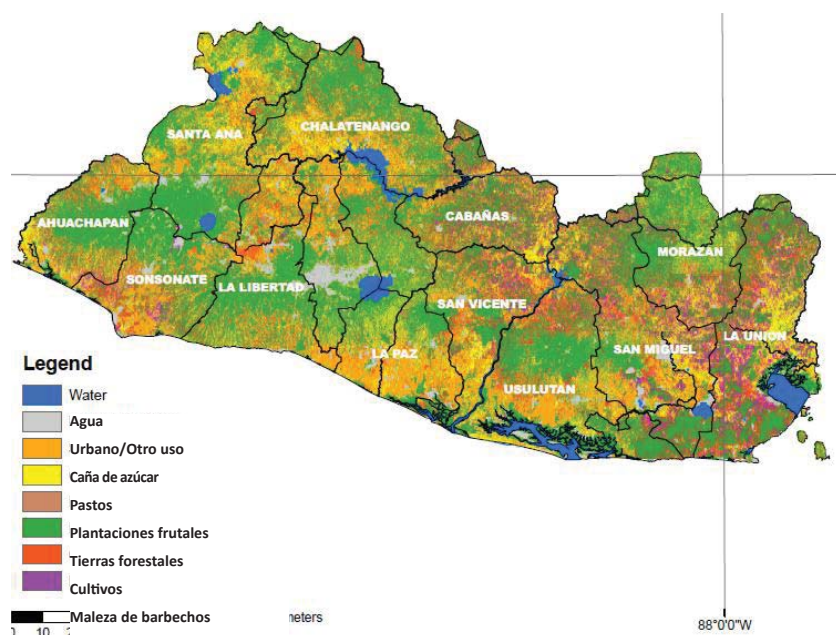 CHALATENANGO
SANTA ANA
CABAÑAS
AHUACHAPAN
MORAZAN
SONSONATE
LA LIBERTAD
SAN VICENTE
LA UNION
SAN MIGUEL
LA PAZ
USULUTAN
Legend
Water
Agua
Urbano/Otro uso
Caña de azúcar
Pastos
Plantaciones frutales
Tierras forestales
Cultivos
Maleza de barbechos
10
88°0'0"W